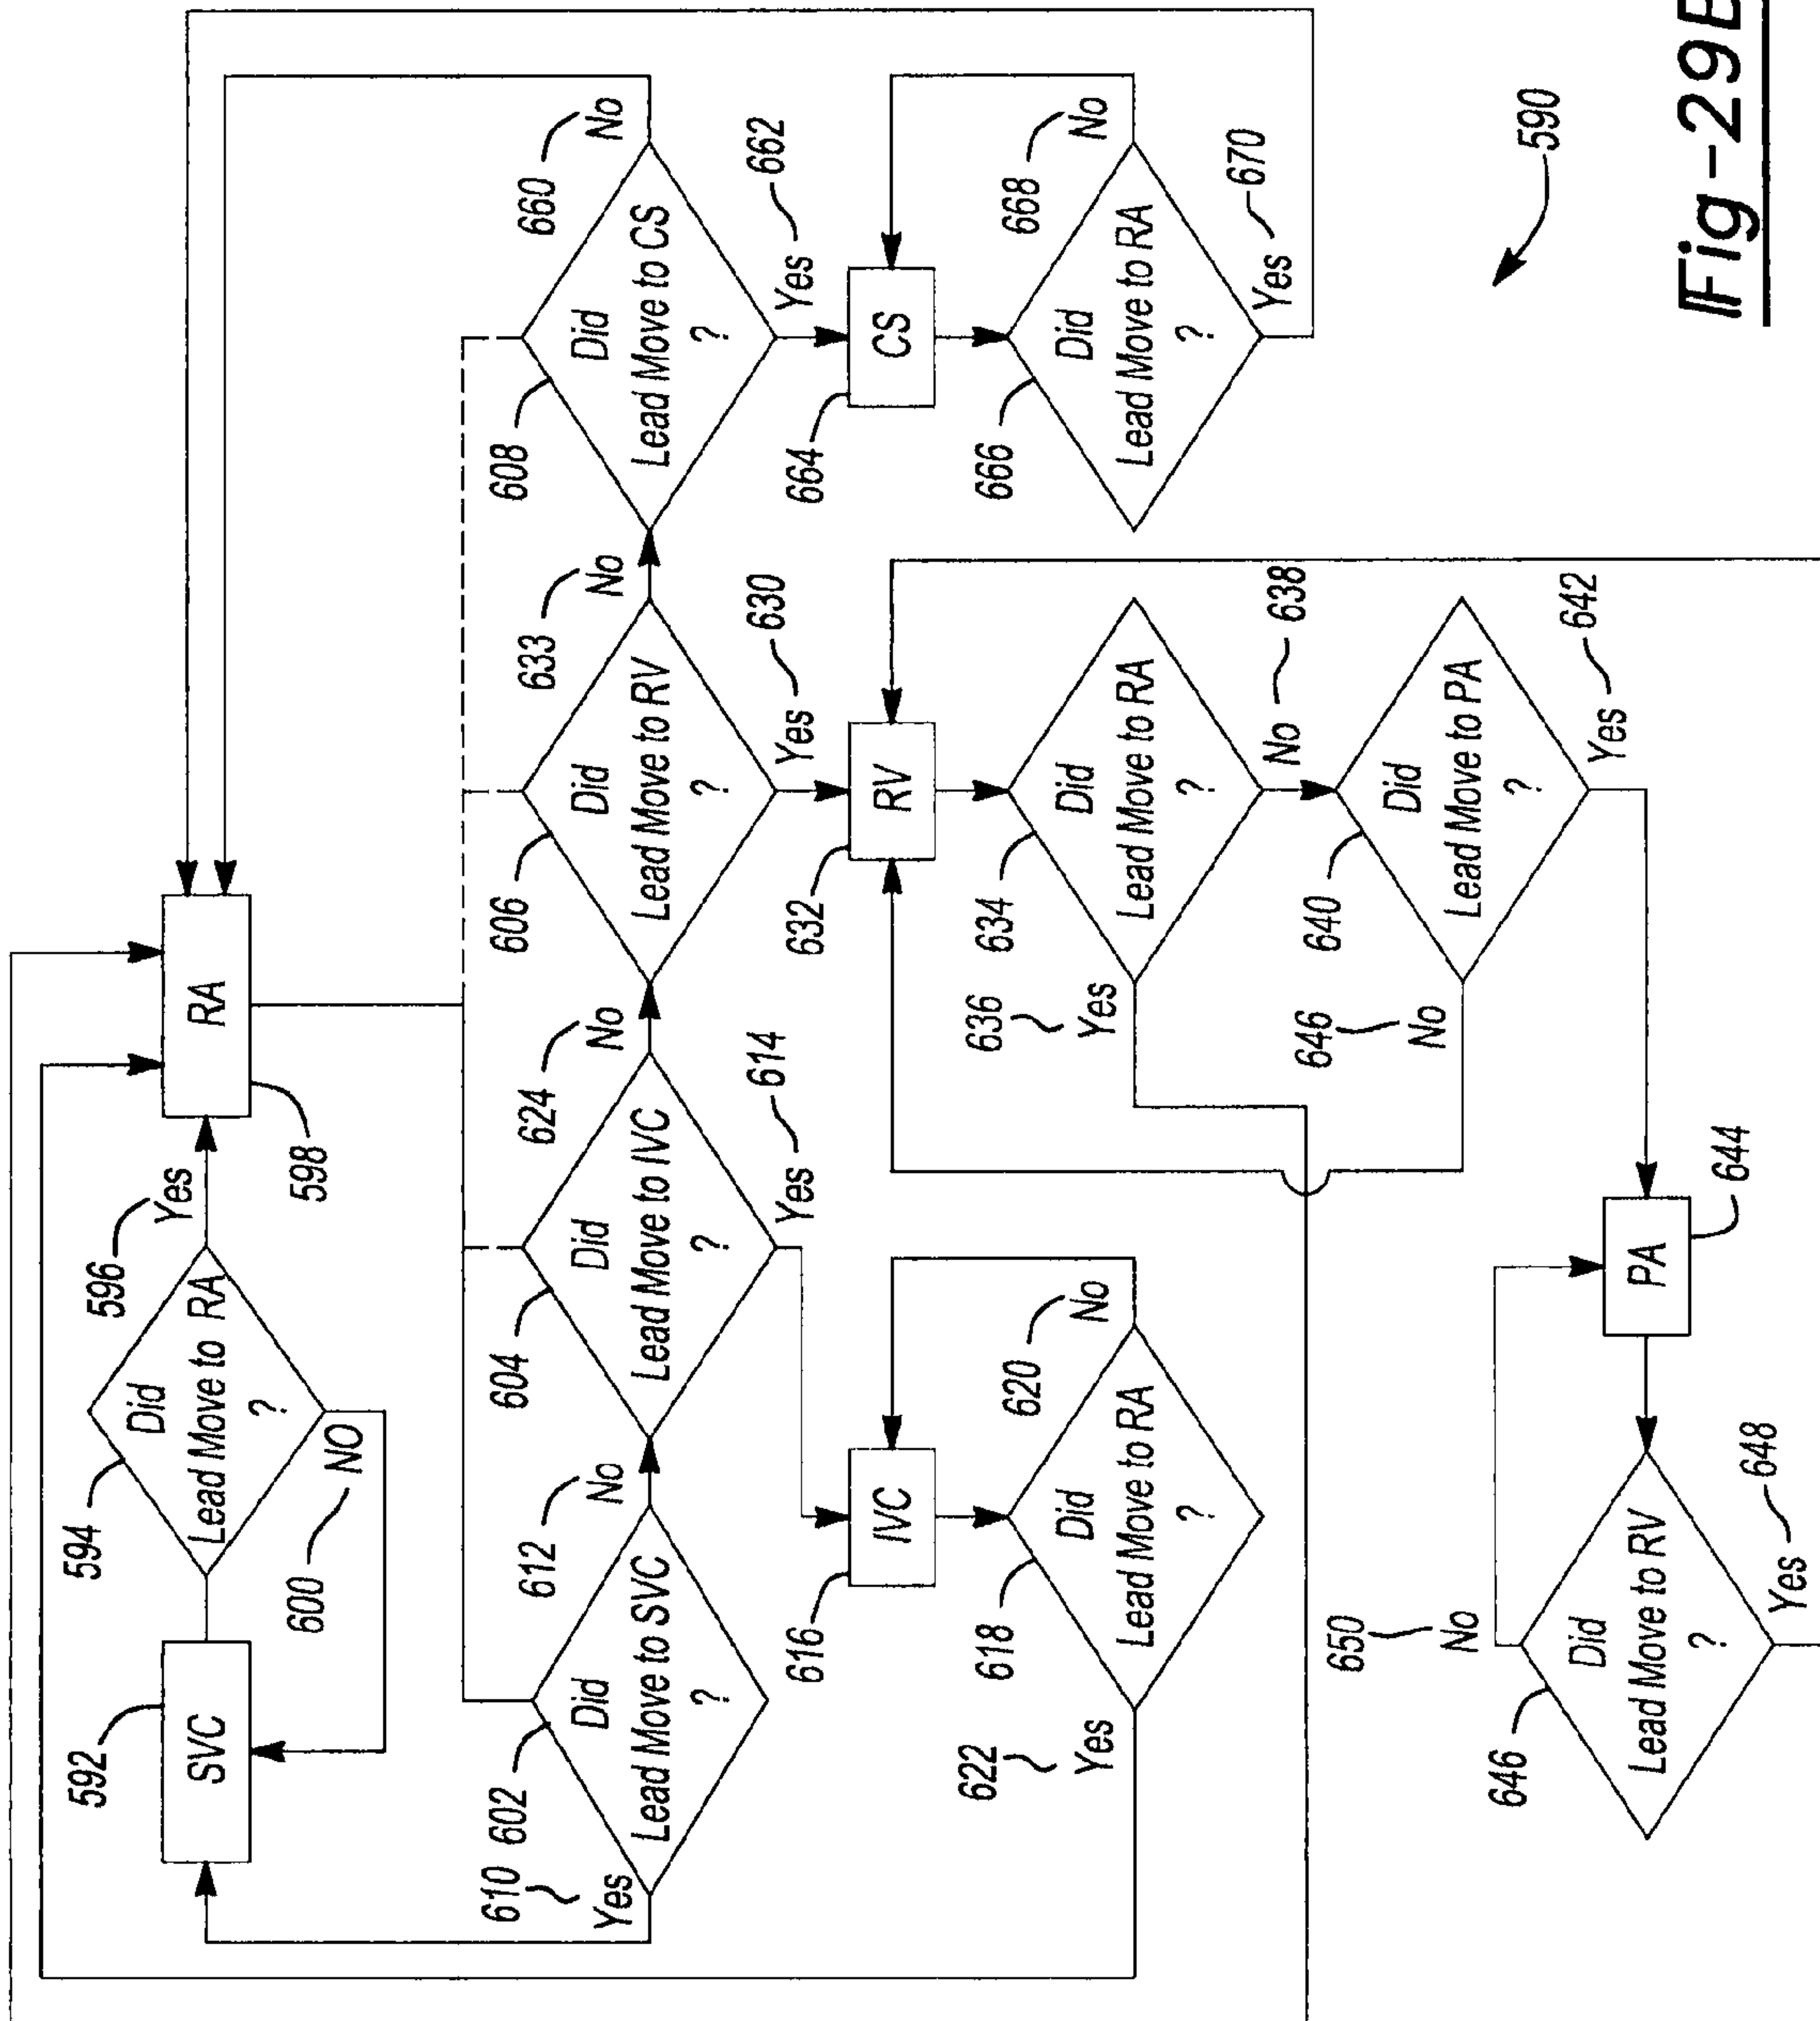 592
SVC
594
Did
Lead Move to RA
?
596
Yes
600
NO
RA
598
610
Yes
602
Did
Lead Move to SVC
?
612
No
604
Did
Lead Move to IVC
?
624
No
614
Yes
606
Did
Lead Move to RV
?
633
No
630
Yes
608
Did
Lead Move to CS
?
660
No
662
Yes
616
IVC
618
Did
Lead Move to RA
?
620
No
622
Yes
632
RV
634
Did
Lead Move to RA
?
636
Yes
No
638
640
Did
Lead Move to PA
?
646
No
642
Yes
664
CS
666
Did
Lead Move to RA
?
668
No
670
Yes
PA
644
646
Did
Lead Move to RV
?
650
No
648
Yes
590
Fig-29B